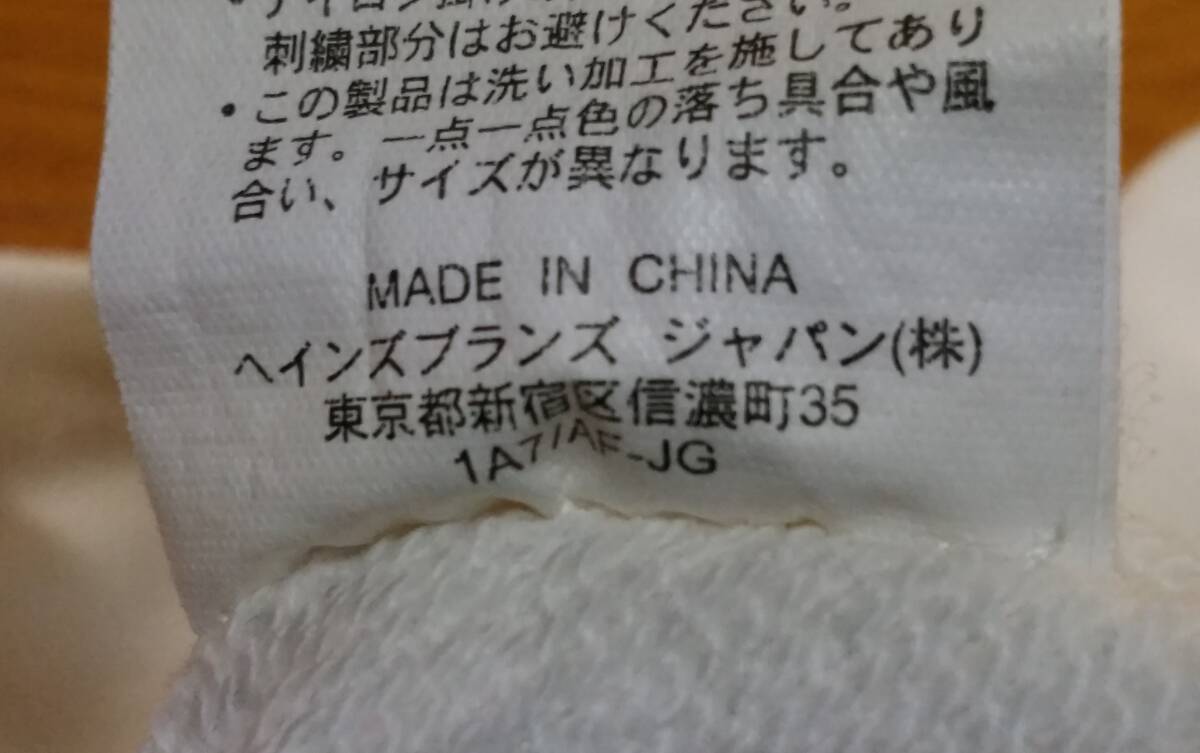 刺繍部分はお避けください。
・この製品は洗い加工を施してあり
ます。一点一点色の落ち具合や風
合い、サイズが異なります。
MADE IN CHINA
ヘインズブランズ ジャパン(株)
東京都新宿区信濃町35
1A7/AF-JG